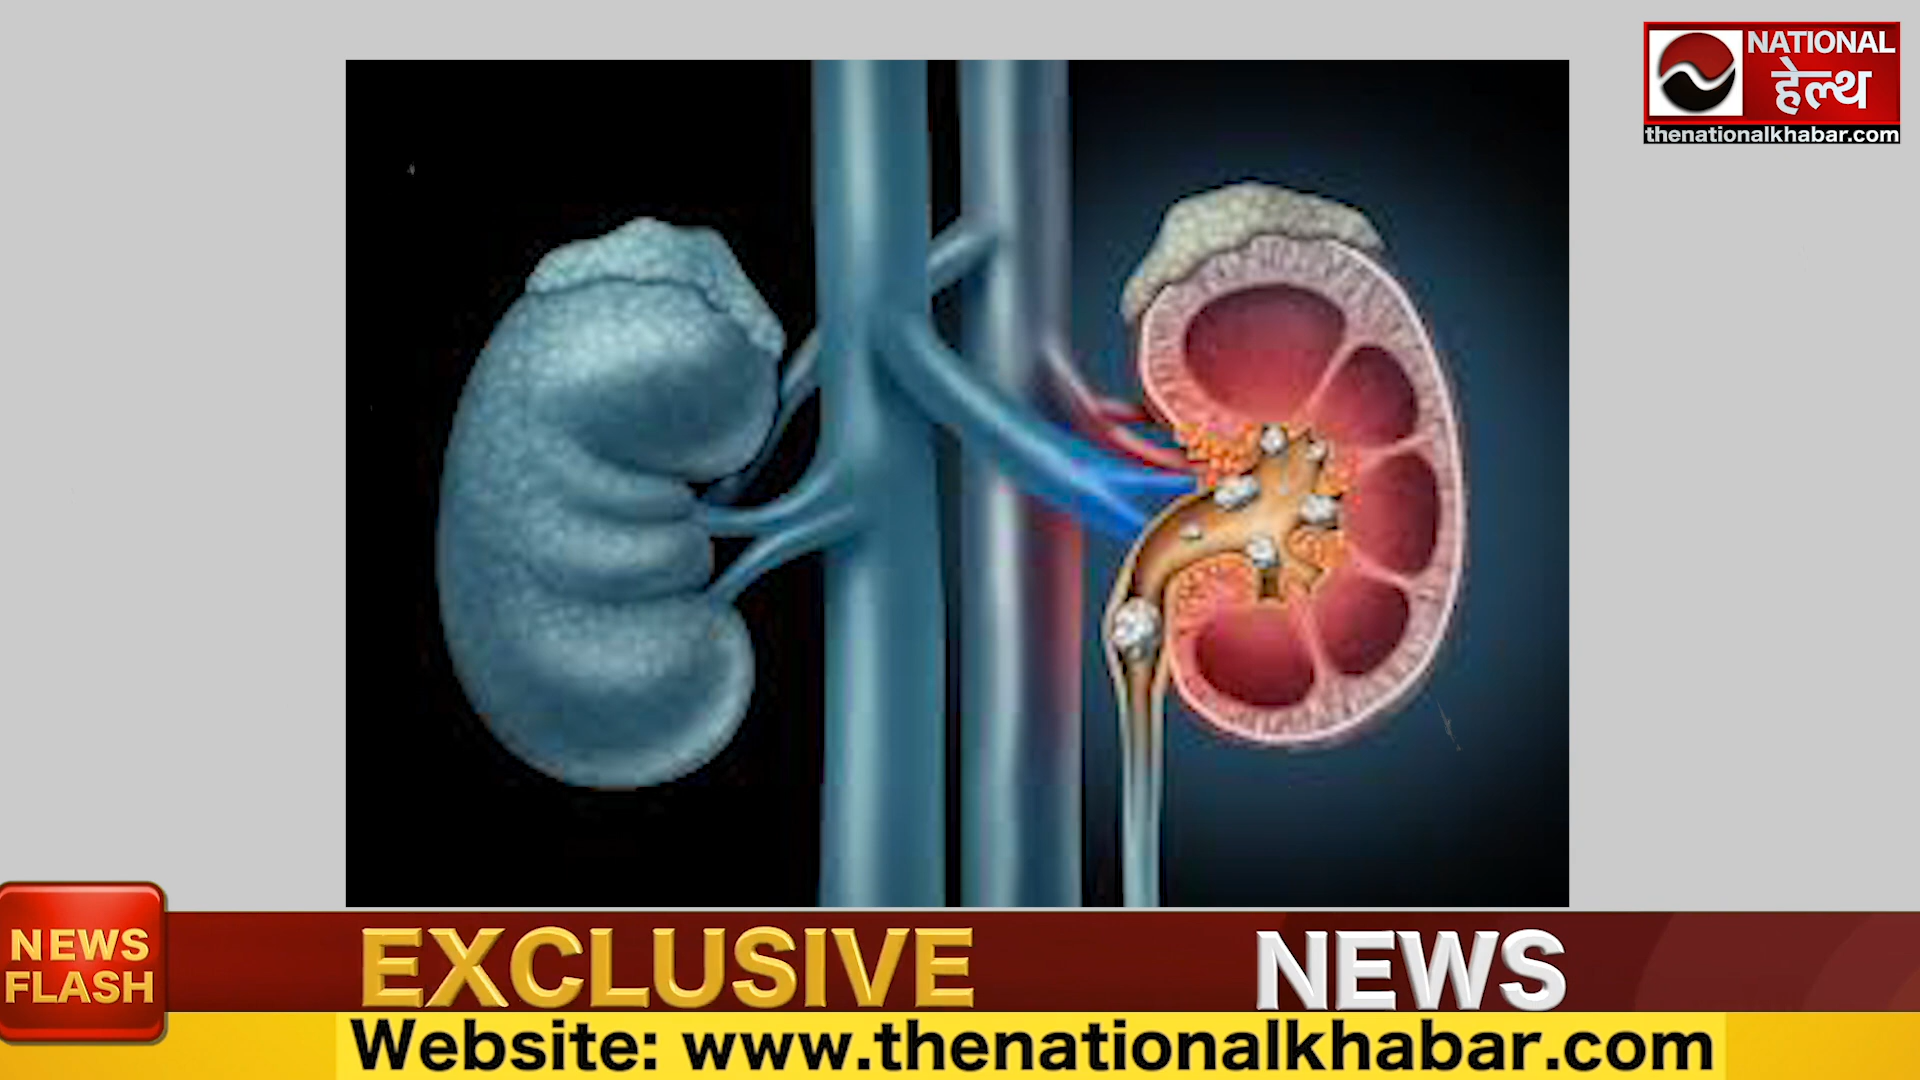 NATIONAL
हेल्थ
thenationalkhabar.com
NEWS
FLASH
EXCLUSIVE NEWS
Website: www.thenationalkhabar.com